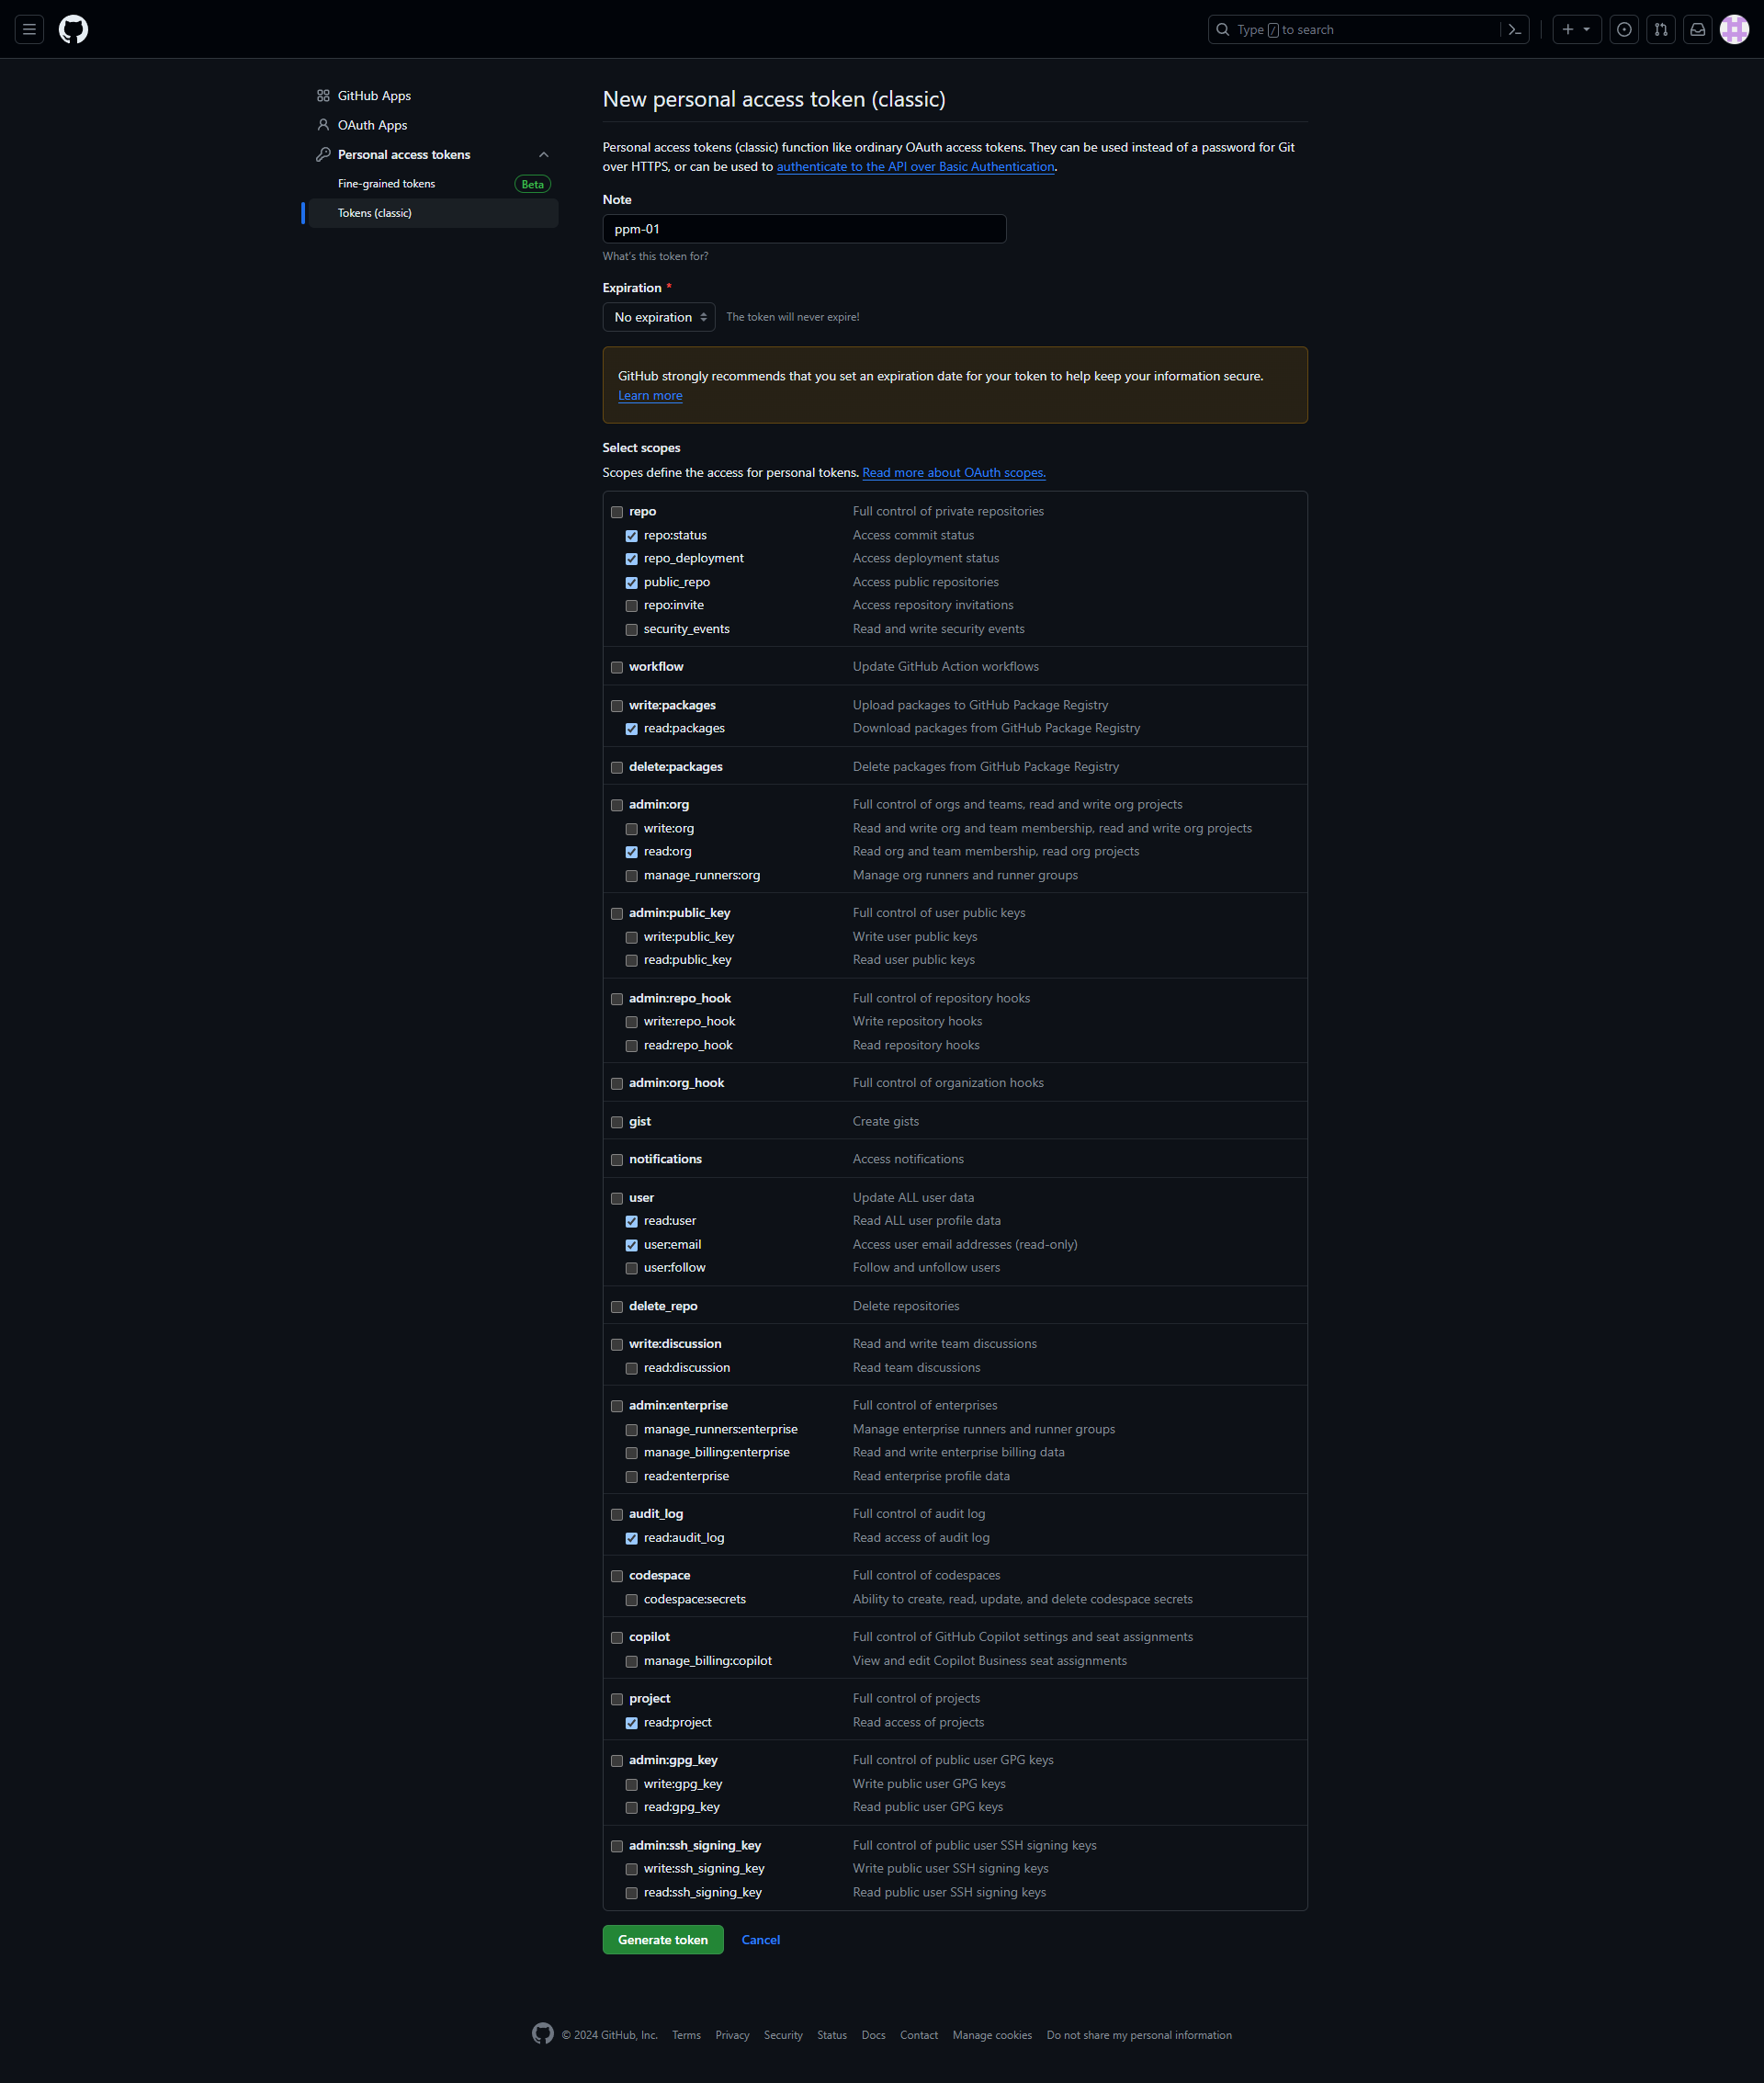 Type / to search
GitHub Apps
OAuth Apps
Personal access tokens
Fine-grained tokens Beta
Tokens (classic)
New personal access token (classic)
Personal access tokens (classic) function like ordinary OAuth access tokens. They can be used instead of a password for Git
over HTTPS, or can be used to authenticate to the API over Basic Authentication.
Note
ppm-01
What's this token for?
Expiration *
No expiration The token will never expire!
GitHub strongly recommends that you set an expiration date for your token to help keep your information secure.
Learn more
Select scopes
Scopes define the access for personal tokens. Read more about OAuth scopes.
repo Full control of private repositories
repo:status Access commit status
repo_deployment Access deployment status
public_repo Access public repositories
repo:invite Access repository invitations
security_events Read and write security events
workflow Update GitHub Action workflows
write:packages Upload packages to GitHub Package Registry
read:packages Download packages from GitHub Package Registry
delete:packages Delete packages from GitHub Package Registry
admin:org Full control of orgs and teams, read and write org projects
write:org Read and write org and team membership, read and write org projects
read:org Read org and team membership, read org projects
manage_runners:org Manage org runners and runner groups
admin:public_key Full control of user public keys
write:public_key Write user public keys
read:public_key Read user public keys
admin:repo_hook Full control of repository hooks
write:repo_hook Write repository hooks
read:repo_hook Read repository hooks
admin:org_hook Full control of organization hooks
gist Create gists
notifications Access notifications
user Update ALL user data
read:user Read ALL user profile data
user:email Access user email addresses (read-only)
user:follow Follow and unfollow users
delete_repo Delete repositories
write:discussion Read and write team discussions
read:discussion Read team discussions
admin:enterprise Full control of enterprises
manage_runners:enterprise Manage enterprise runners and runner groups
manage_billing:enterprise Read and write enterprise billing data
read:enterprise Read enterprise profile data
audit_log Full control of audit log
read:audit_log Read access of audit log
codespace Full control of codespaces
codespace:secrets Ability to create, read, update, and delete codespace secrets
copilot Full control of GitHub Copilot settings and seat assignments
manage_billing:copilot View and edit Copilot Business seat assignments
project Full control of projects
read:project Read access of projects
admin:gpg_key Full control of public user GPG keys
write:gpg_key Write public user GPG keys
read:gpg_key Read public user GPG keys
admin:ssh_signing_key Full control of public user SSH signing keys
write:ssh_signing_key Write public user SSH signing keys
read:ssh_signing_key Read public user SSH signing keys
Generate token Cancel
© 2024 GitHub, Inc. Terms Privacy Security Status Docs Contact Manage cookies Do not share my personal information